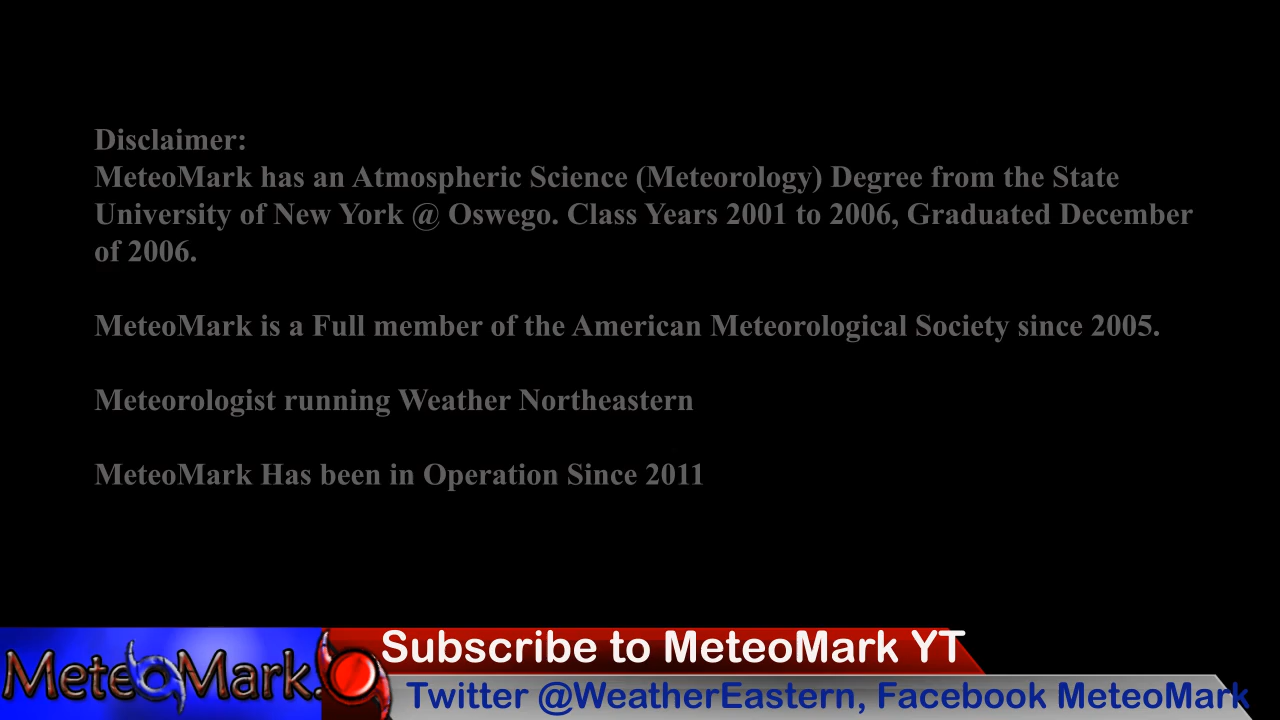 Disclaimer:
MeteoMark has an Atmospheric Science (Meteorology) Degree from the State
University of New York @ Oswego. Class Years 2001 to 2006, Graduated December
of 2006.
MeteoMark is a Full member of the American Meteorological Society since 2005.
Meteorologist running Weather Northeastern
MeteoMark Has been in Operation Since 2011
MeteoMark.
Subscribe to MeteoMark YT
Twitter @WeatherEastern, Facebook MeteoMark